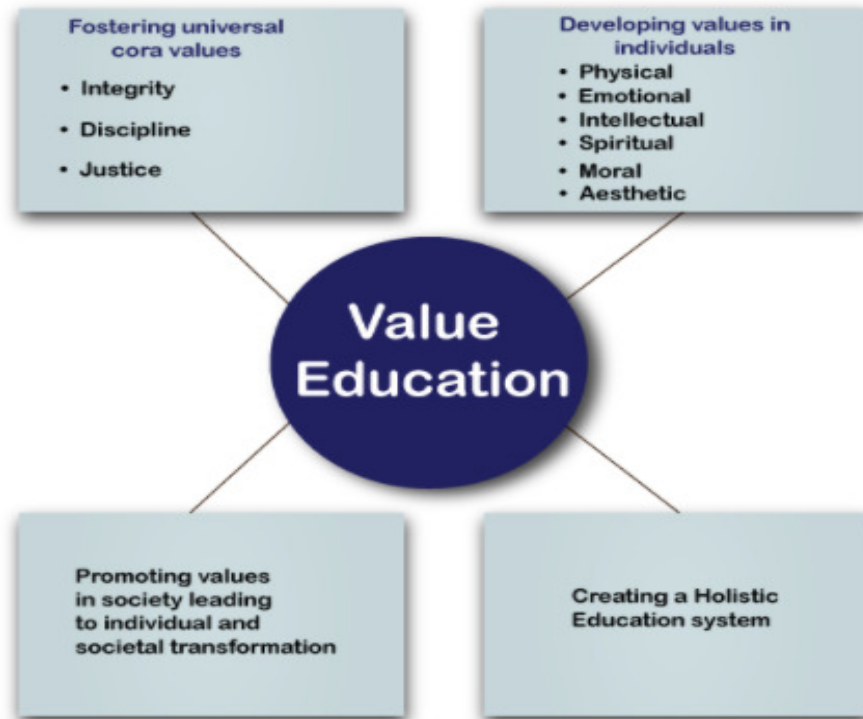 Fostering universal
cora values
• Integrity
• Discipline
• Justice
Developing values in
individuals
• Physical
• Emotional
• Intellectual
• Spiritual
• Moral
• Aesthetic
Value
Education
Promoting values
in society leading
to individual and
societal transformation
Creating a Holistic
Education system